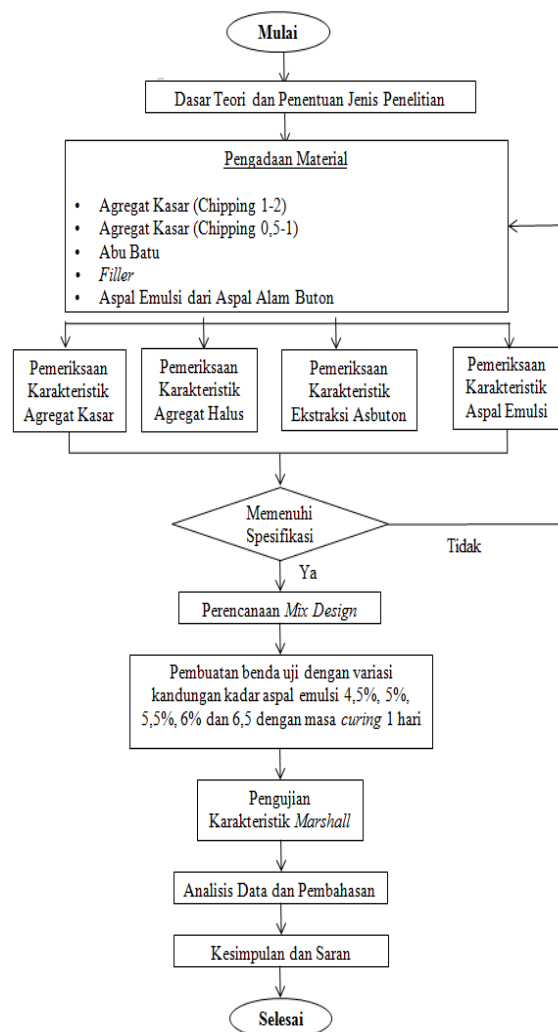 Mulai
Dasar Teori dan Penentuan Jenis Penelitian
Pengadaan Material
• Agregat Kasar (Chipping 1-2)
• Agregat Kasar (Chipping 0,5-1)
• Abu Batu
• Filler
• Aspal Emulsi dari Aspal Alam Buton
Pemeriksaan
Karakteristik
Agregat Kasar
Pemeriksaan
Karakteristik
Agregat Halus
Pemeriksaan
Karakteristik
Ekstraksi Asbuton
Pemeriksaan
Karakteristik
Aspal Emulsi
Memenuhi
Spesifikasi
Tidak
Ya
Perencanaan Mix Design
Pembuatan benda uji dengan variasi
kandungan kadar aspal emulsi 4,5%, 5%,
5,5%, 6% dan 6,5 dengan masa curing 1 hari
Pengujian
Karakteristik Marshall
Analisis Data dan Pembahasan
Kesimpulan dan Saran
Selesai